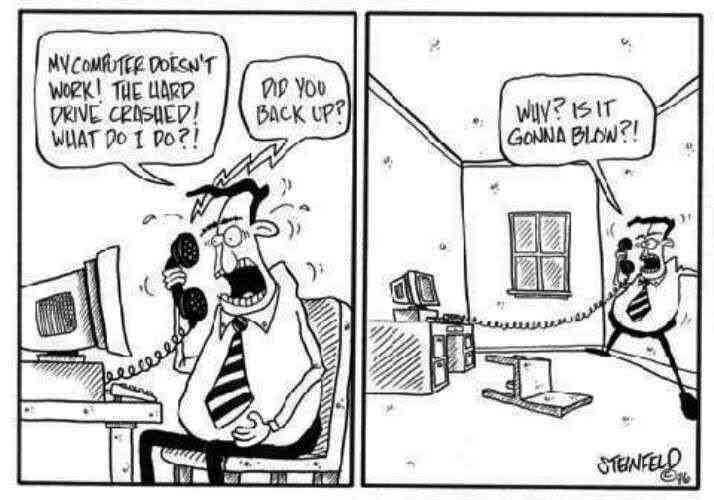 MY COMPUTER DOESN'T
WORK! THE HARD
DRIVE CRASHED!
WHAT DO I DO?!
DID YOU
BACK UP?
WHY? IS IT
GONNA BLOW?!
STEINFELD
©96